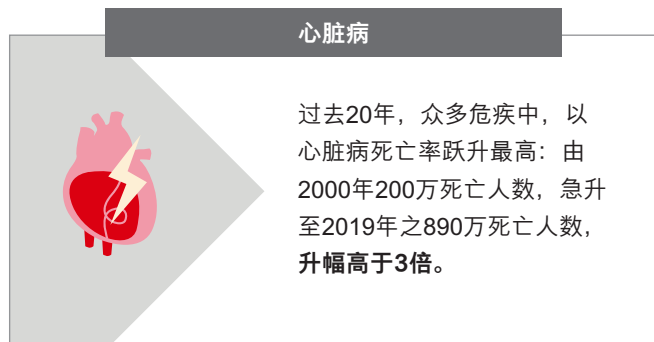 心脏病
过去20年，众多危疾中，以
心脏病死亡率跃升最高：由
2000年200万死亡人数，急升
至2019年之890万死亡人数，
升幅高于3倍。